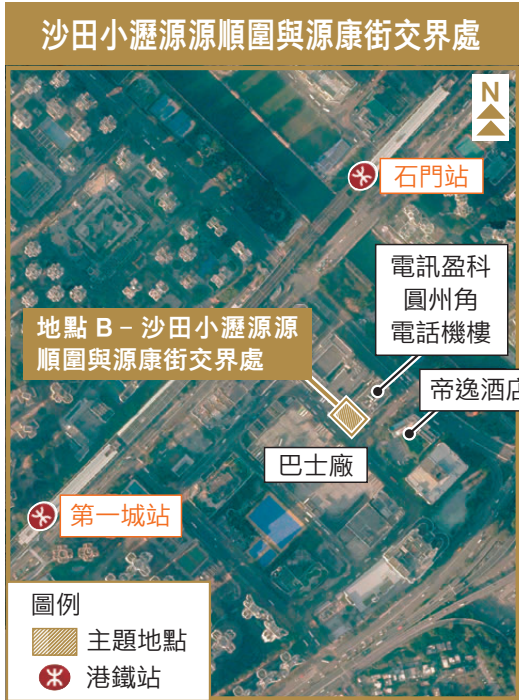 沙田小瀝源源順圍與源康街交界處
N
石門站
電訊盈科
圓州角
電話機樓
地點 B – 沙田小瀝源源
順圍與源康街交界處
帝逸酒店
巴士廠
第一城站
圖例
主題地點
港鐵站